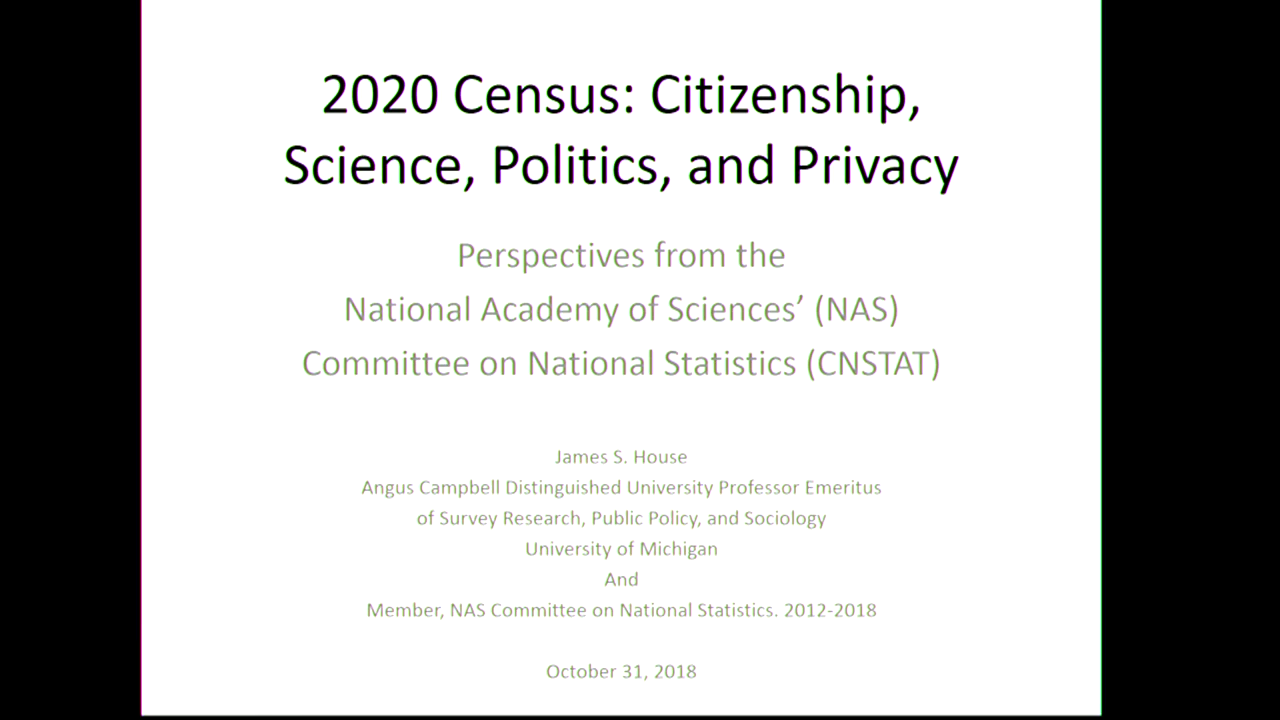 2020 Census: Citizenship,
Science, Politics, and Privacy
Perspectives from the
National Academy of Sciences’ (NAS)
Committee on National Statistics (CNSTAT)
James S. House
Angus Campbell Distinguished University Professor Emeritus
of Survey Research, Public Policy, and Sociology
University of Michigan
And
Member, NAS Committee on National Statistics. 2012-2018
October 31, 2018